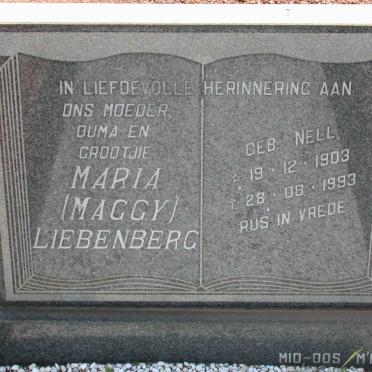 IN LIEFDEVOLLE HERINNERING AAN
ONS MOEDER,
OUMA EN
GROOTJIE
MARIA
(MAGGY)
LIEBENBERG
GEB. NELL
☆ 19·12·1903
† 28·08·1993
RUS IN VREDE
MID-OOS